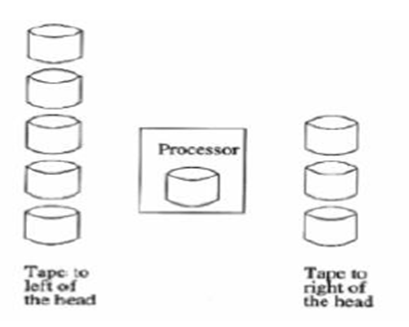 Processor
Tape to
left of
the head
Tape to
right of
the head